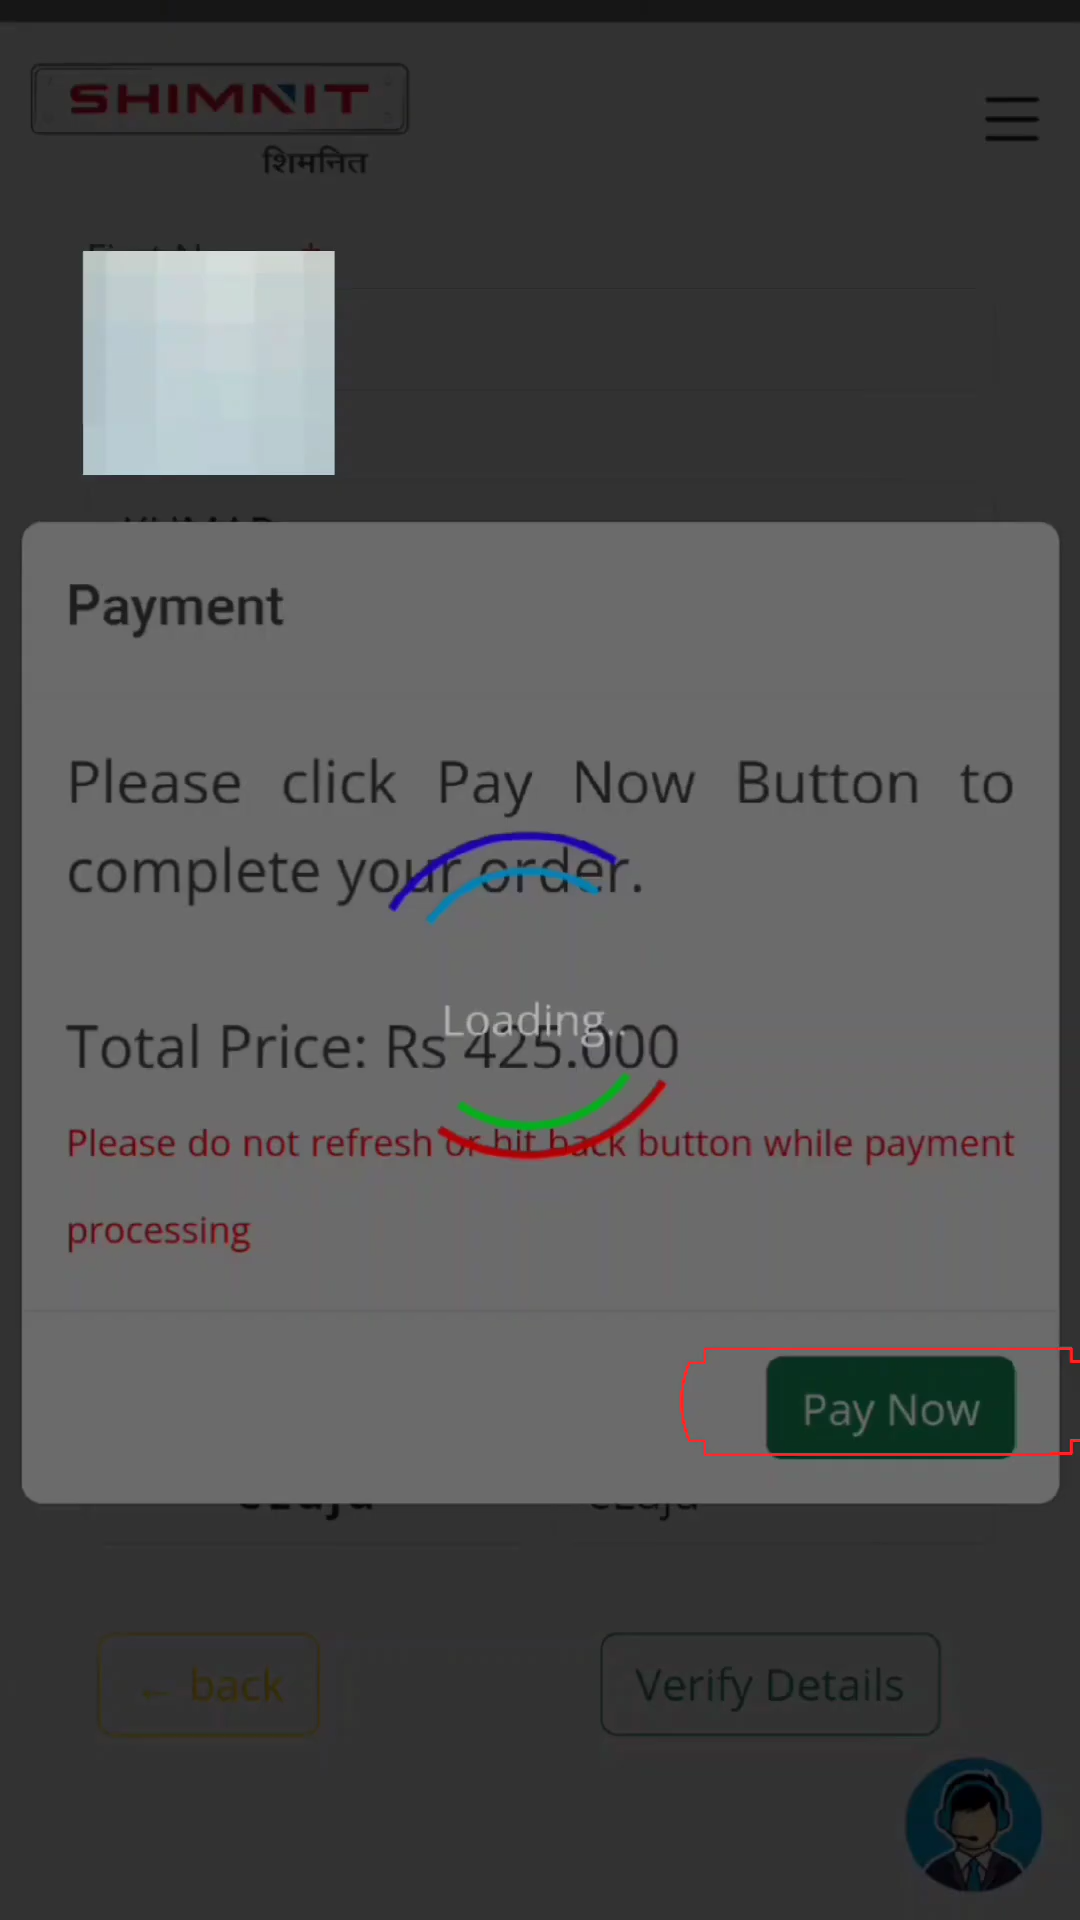 SHIMNIT
शिमनित
Payment
Please click Pay Now Button to
complete your order.
Loading..
Total Price: Rs 425.000
Please do not refresh or hit back button while payment
processing
Pay Now
← back
Verify Details